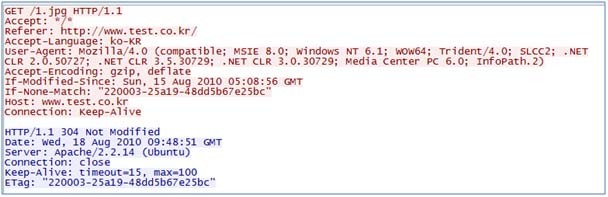 GET /1.jpg HTTP/1.1
Accept: */*
Referer: http://www.test.co.kr/
Accept-Language: ko-KR
User-Agent: Mozilla/4.0 (compatible; MSIE 8.0; Windows NT 6.1; WOW64; Trident/4.0; SLCC2; .NET
CLR 2.0.50727; .NET CLR 3.5.30729; .NET CLR 3.0.30729; Media Center PC 6.0; InfoPath.2)
Accept-Encoding: gzip, deflate
If-Modified-Since: Sun, 15 Aug 2010 05:08:56 GMT
If-None-Match: "220003-25a19-48dd5b67e25bc"
Host: www.test.co.kr
Connection: Keep-Alive
HTTP/1.1 304 Not Modified
Date: Wed, 18 Aug 2010 09:48:51 GMT
Server: Apache/2.2.14 (Ubuntu)
Connection: close
Keep-Alive: timeout=15, max=100
ETag: "220003-25a19-48dd5b67e25bc"